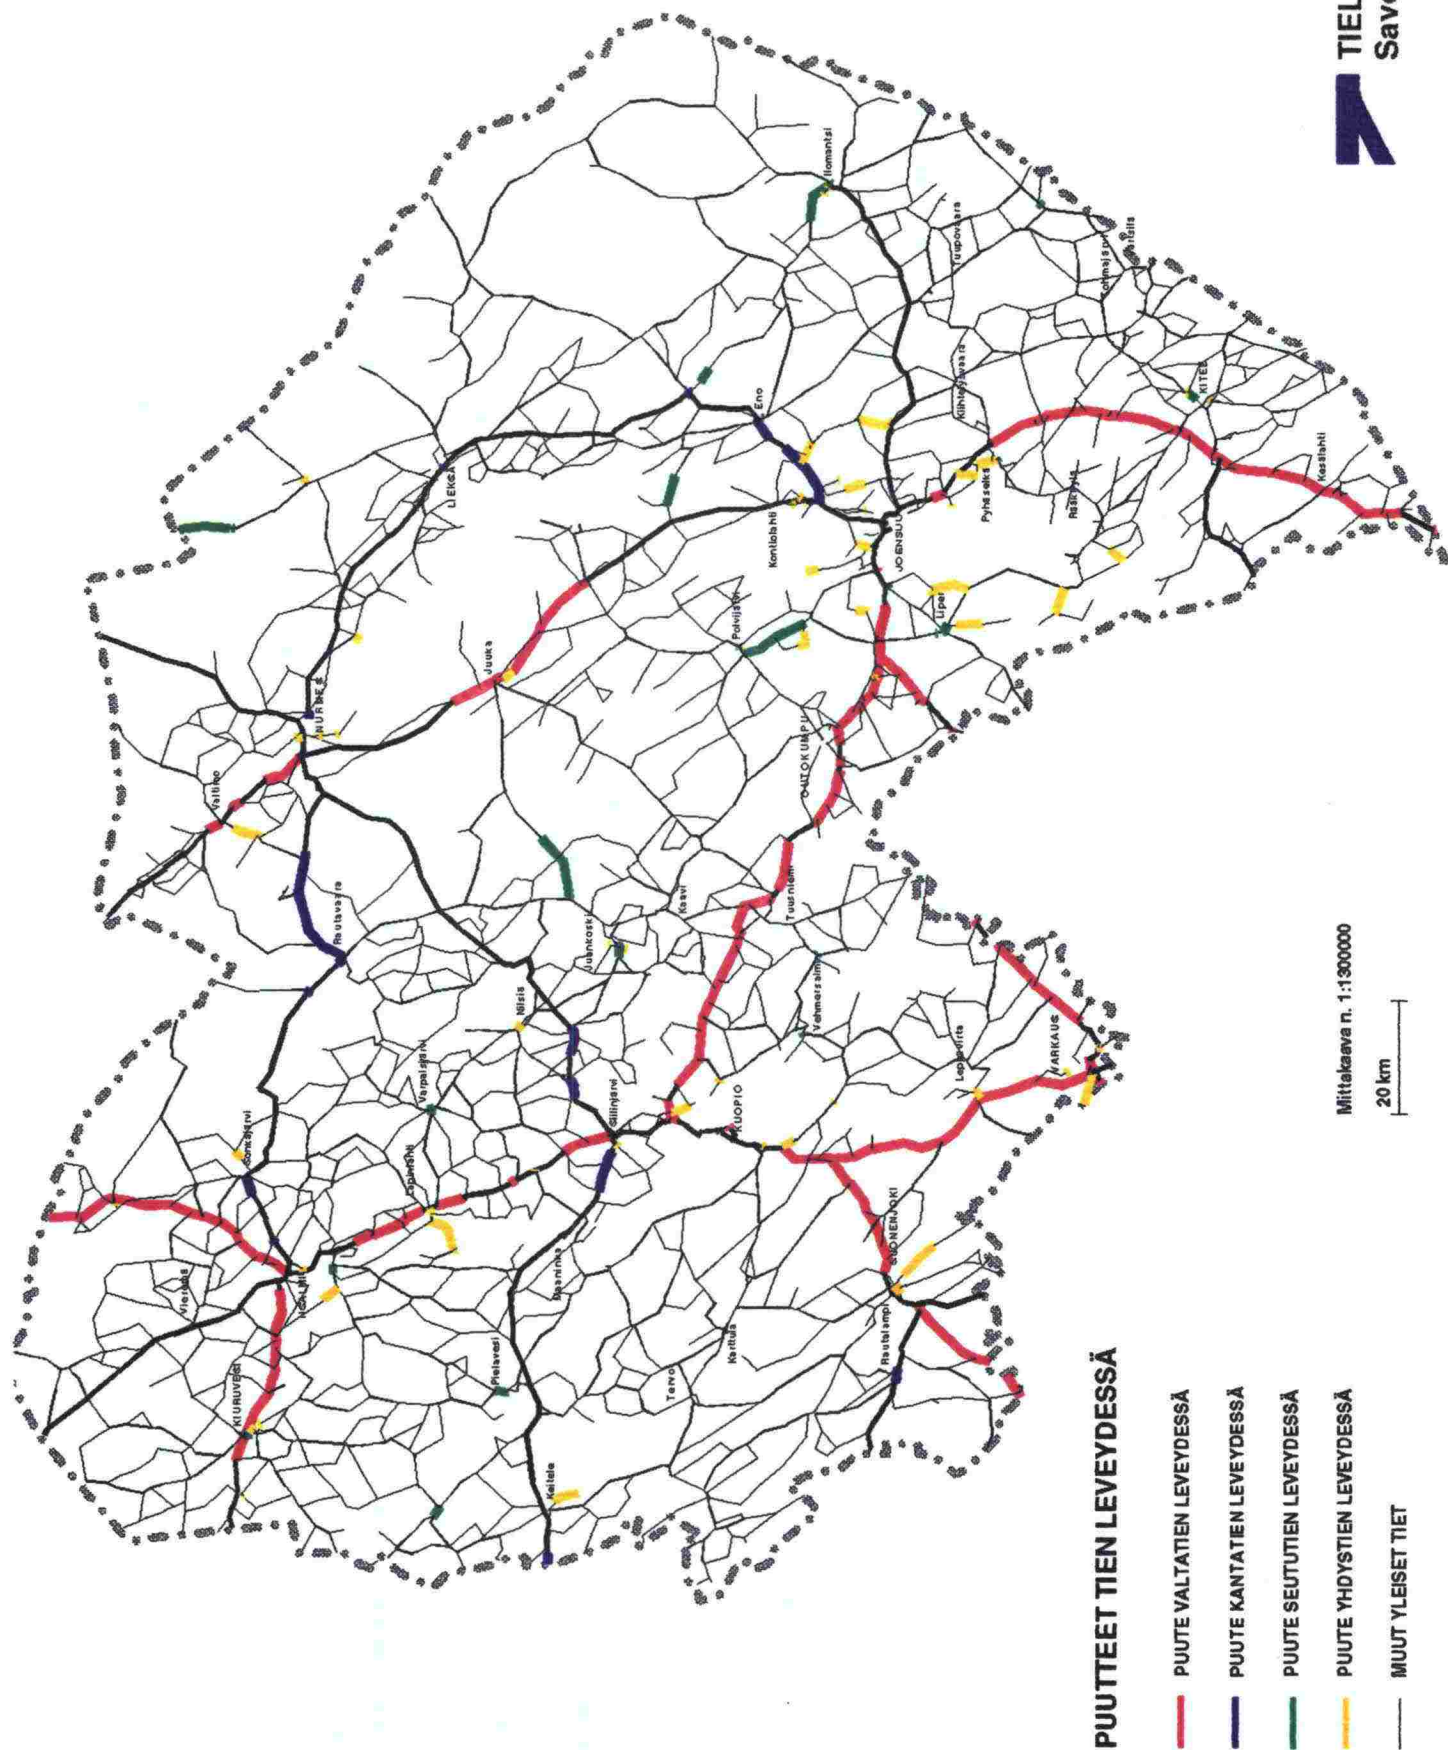 PUUTTEET TIEN LEVEYDESSÄ
PUUTE VALTATIEN LEVEYDESSÄ
PUUTE KANTATIEN LEVEYDESSÄ
PUUTE SEUTUTIEN LEVEYDESSÄ
PUUTE YHDYSTIEN LEVEYDESSÄ
MUUT YLEISET TIET
Mittakaava n. 1:1300000
20 km
TIEL
Save
Vieremä
KIURUVESI
Sonkajärvi
Lapinlahti
Varpaisjärvi
Pielavesi
Keitele
Maaninka
Siilinjärvi
Nilsiä
Rautavaara
Valtimo
NURMES
LIEKSA
Juuka
Juankoski
Kaavi
Tuusniemi
Vehmersalmi
KUOPIO
Karttula
Tervo
Rautalampi
SUONENJOKI
Leppävirta
VARKAUS
OUTOKUMPU
Polvijärvi
Kontiolahti
Eno
Ilomantsi
JOENSUU
Liperi
Pyhäselkä
Kiihtelysvaara
Tuupovaara
Rääkkylä
KITEE
Kesälahti